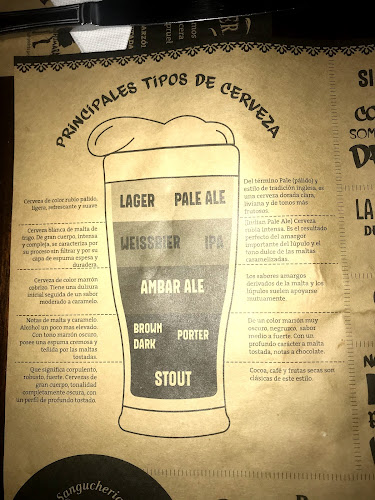 PRINCIPALES TIPOS DE CERVEZA
LAGER PALE ALE
WEISSBIER IPA
AMBAR ALE
BROWN
DARK
PORTER
STOUT
Cerveza de color rubio pálido,
ligera, refrescante y suave
Cerveza blanca de malta de
trigo. De gran cuerpo, intensa
y compleja, se caracteriza por
su proceso sin filtrar y por su
capa de espuma espesa y
duradera.
Cerveza de color marrón
cobrizo. Tiene una dulzura
inicial seguida de un sabor
moderado a caramelo.
Notas de malta y caramelo.
Alcohol un poco mas elevado.
Con tono marrón oscuro,
posee una espuma cremosa y
teñida por las maltas
tostadas.
Que significa corpulento,
robusto, fuerte. Cervezas de
gran cuerpo, tonalidad
completamente oscura, con
un perfil de profundo tostado.
Del término Pale (pálido) y
estilo de tradición inglesa, es
una cerveza dorada clara,
liviana y de tonos más
frutosos.
(Indian Pale Ale) Cerveza
rubia intensa. Es el resultado
perfecto del amargor
importante del lúpulo y el
tono dulce de las maltas
caramelizadas.
Los sabores amargos
derivados de la malta y los
lúpulos suelen apoyarse
mutuamente.
De un color marrón muy
oscuro, negruzco, sabor
medio a fuerte. Con un
profundo carácter a malta
tostada, notas a chocolate.
Cocoa, café y frutas secas son
clásicas de este estilo.
SI
SOM
LA
DU
Sangucheric